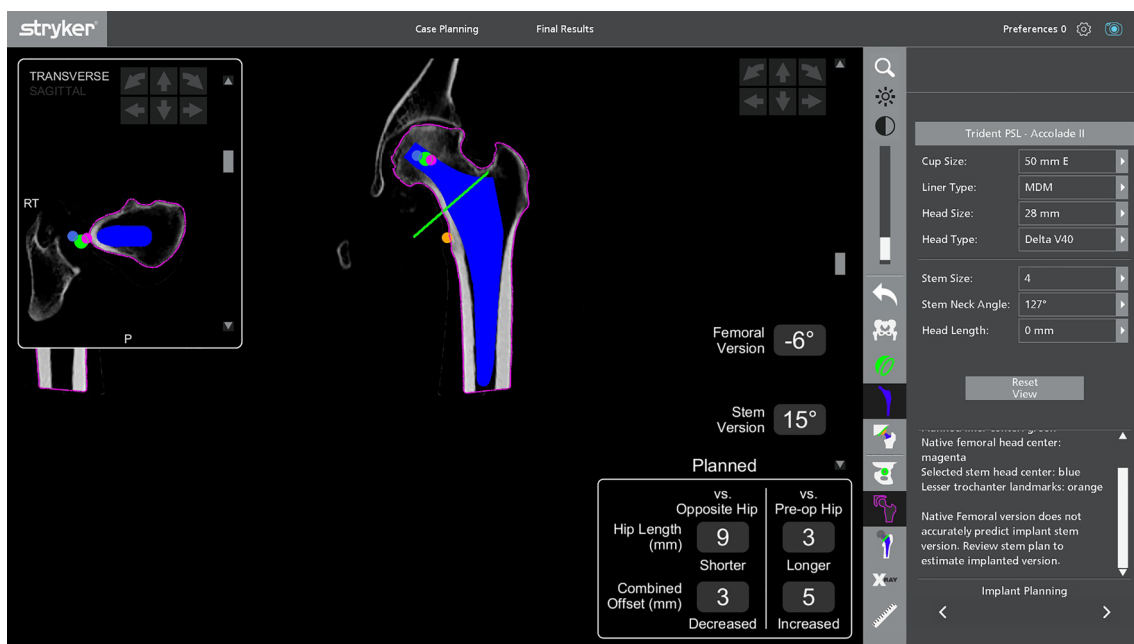 stryker
Case Planning
Final Results
Preferences 0
TRANSVERSE
SAGITTAL
RT
P
Femoral
Version
-6°
Stem
Version
15°
Planned
vs.
Opposite Hip
vs.
Pre-op Hip
Hip Length
(mm)
9
3
Shorter
Longer
Combined
Offset (mm)
3
5
Decreased
Increased
XRAY
Trident PSL - Accolade II
Cup Size: 50 mm E
Liner Type: MDM
Head Size: 28 mm
Head Type: Delta V40
Stem Size: 4
Stem Neck Angle: 127°
Head Length: 0 mm
Reset
View
Planned liner center: green
Native femoral head center:
magenta
Selected stem head center: blue
Lesser trochanter landmarks: orange
Native Femoral version does not
accurately predict implant stem
version. Review stem plan to
estimate implanted version.
Implant Planning